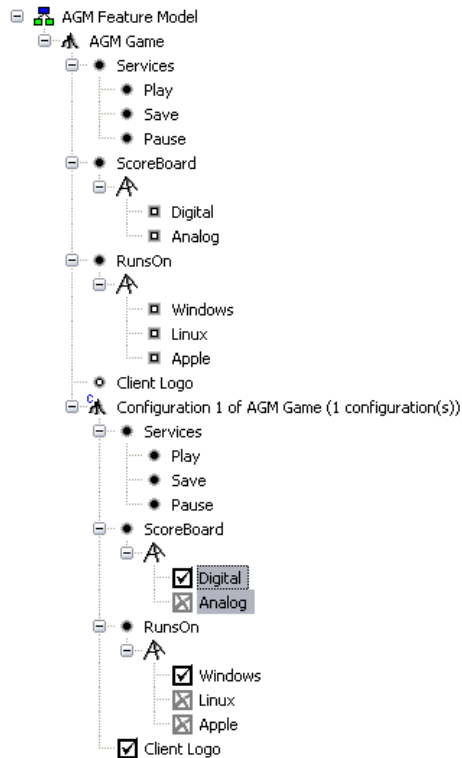 AGM Feature Model
AGM Game
Services
Play
Save
Pause
ScoreBoard
Digital
Analog
RunsOn
Windows
Linux
Apple
Client Logo
C Configuration 1 of AGM Game (1 configuration(s))
Services
Play
Save
Pause
ScoreBoard
Digital
Analog
RunsOn
Windows
Linux
Apple
Client Logo